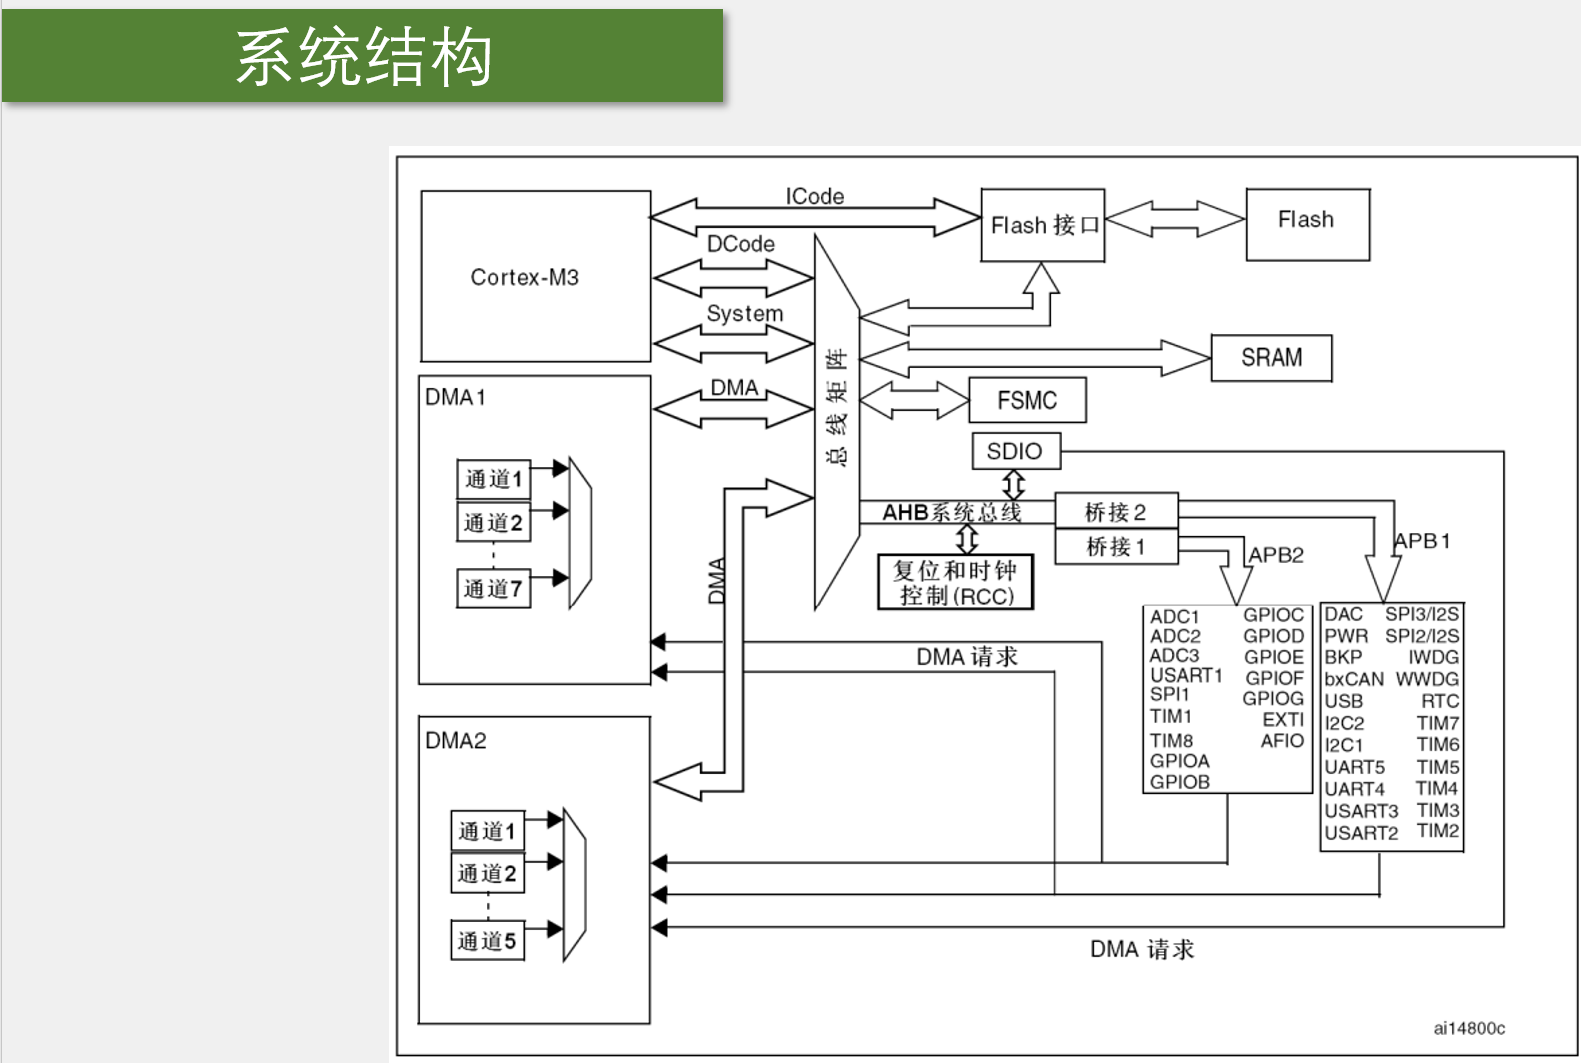 系统结构
ICode
Flash 接口
Flash
DCode
Cortex-M3
System
总线矩阵
SRAM
DMA
FSMC
DMA1
SDIO
通道1
通道2
通道7
AHB系统总线
桥接 2
桥接 1
APB1
APB2
DMA
复位和时钟
控制(RCC)
ADC1 GPIOC
ADC2 GPIOD
ADC3 GPIOE
USART1 GPIOF
SPI1 GPIOG
TIM1 EXTI
TIM8 AFIO
GPIOA
GPIOB
DAC SPI3/I2S
PWR SPI2/I2S
BKP IWDG
bxCAN WWDG
USB RTC
I2C2 TIM7
I2C1 TIM6
UART5 TIM5
UART4 TIM4
USART3 TIM3
USART2 TIM2
DMA 请求
DMA2
通道1
通道2
通道5
DMA 请求
ai14800c